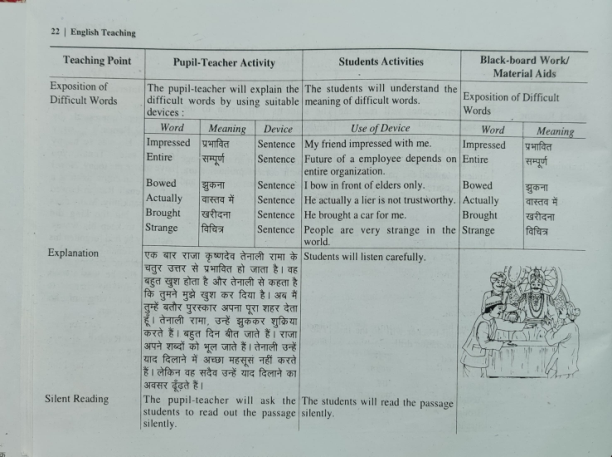 22 | English Teaching
Teaching Point
Pupil-Teacher Activity
Students Activities
Black-board Work/
Material Aids
Exposition of
Difficult Words
The pupil-teacher will explain the
difficult words by using suitable
devices :
The students will understand the
meaning of difficult words.
Exposition of Difficult
Words
Word Meaning Device Use of Device Word Meaning
Impressed प्रभावित Sentence My friend impressed with me. Impressed प्रभावित
Entire सम्पूर्ण Sentence Future of a employee depends on Entire सम्पूर्ण
entire organization.
Bowed झुकना Sentence I bow in front of elders only. Bowed झुकना
Actually वास्तव में Sentence He actually a lier is not trustworthy. Actually वास्तव में
Brought खरीदना Sentence He brought a car for me. Brought खरीदना
Strange विचित्र Sentence People are very strange in the Strange विचित्र
world.
Explanation
एक बार राजा कृष्णदेव तेनाली रामा के
चतुर उत्तर से प्रभावित हो जाता है। वह
बहुत खुश होता है और तेनाली से कहता है
कि तुमने मुझे खुश कर दिया है। अब मैं
तुम्हें बतौर पुरस्कार अपना पूरा शहर देता
हूँ। तेनाली रामा, उन्हें झुककर शुक्रिया
करते हैं। बहुत दिन बीत जाते हैं। राजा
अपने शब्दों को भूल जाते हैं। तेनाली उन्हें
याद दिलाने में अच्छा महसूस नहीं करते
हैं। लेकिन वह सदैव उन्हें याद दिलाने का
अवसर ढूँढ़ते हैं।
Students will listen carefully.
Silent Reading
The pupil-teacher will ask the
students to read out the passage
silently.
The students will read the passage
silently.